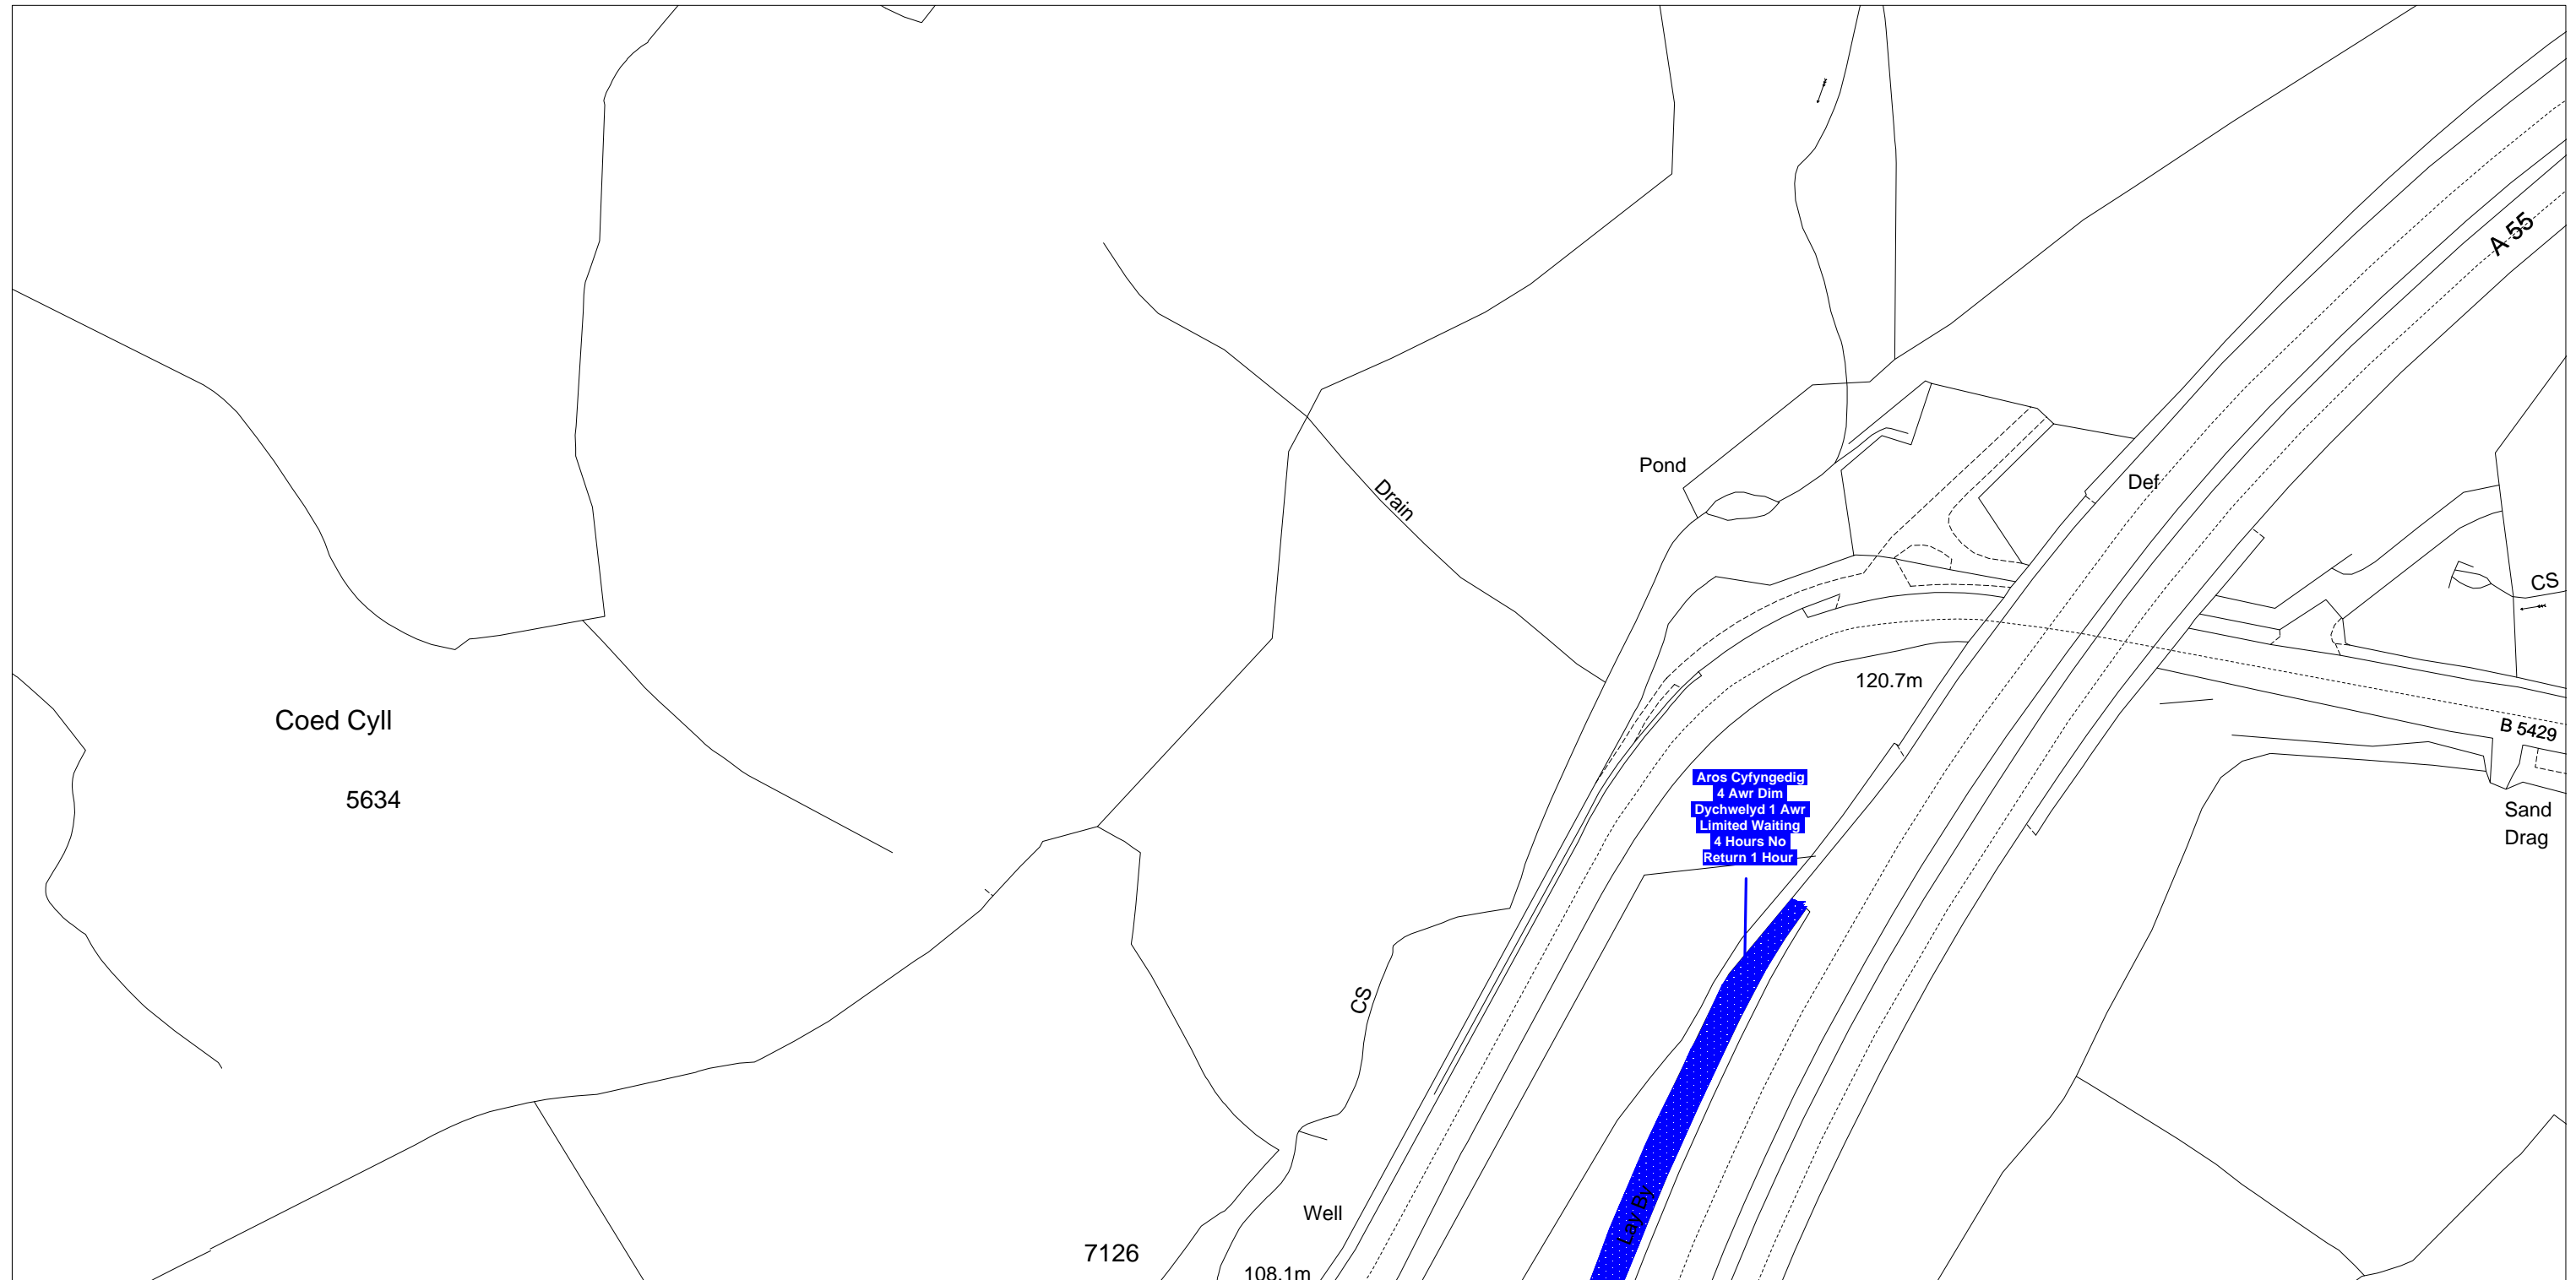 A 55
Pond
Def
Drain
CS
120.7m
Coed Cyll
B 5429
Aros Cyfyngedig
4 Awr Dim
Dychwelyd 1 Awr
Limited Waiting
4 Hours No
Return 1 Hour
5634
Sand
Drag
CS
Lay By
Well
7126
108.1m